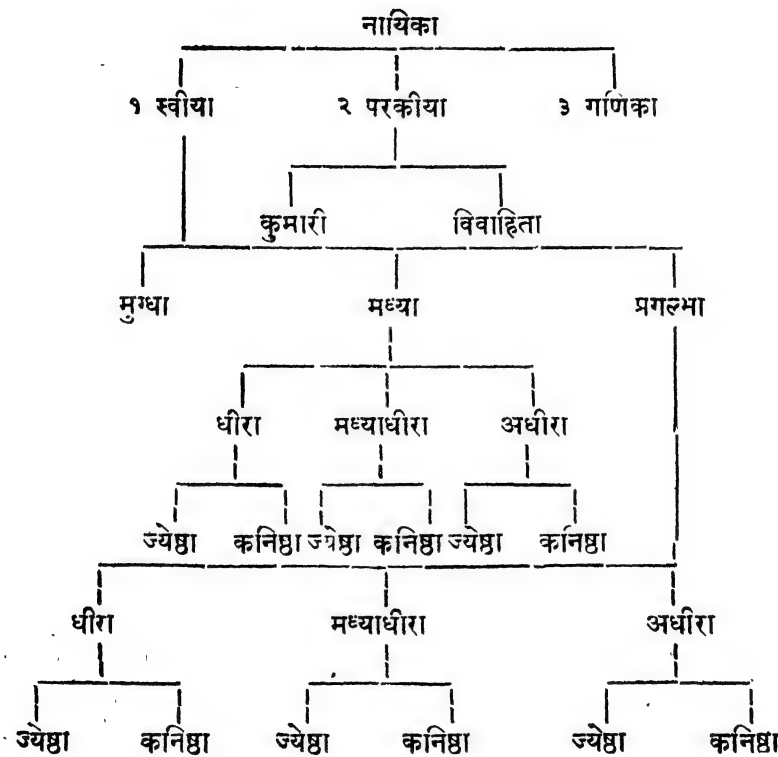 नायिका
१ स्वीया २ परकीया ३ गणिका
कुमारी विवाहिता
मुग्धा मध्या प्रगल्भा
धीरा मध्याधीरा अधीरा
ज्येष्ठा कनिष्ठा ज्येष्ठा कनिष्ठा ज्येष्ठा कनिष्ठा
धीरा मध्याधीरा अधीरा
ज्येष्ठा कनिष्ठा ज्येष्ठा कनिष्ठा ज्येष्ठा कनिष्ठा